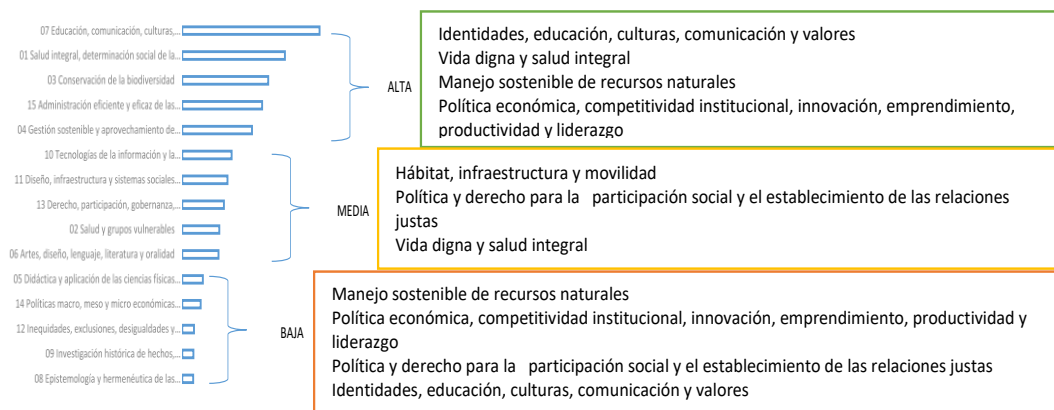 07 Educación, comunicación, culturas,...
01 Salud integral, determinación social de la...
03 Conservación de la biodiversidad
15 Administración eficiente y eficaz de las...
04 Gestión sostenible y aprovechamiento de...
10 Tecnologías de la información y la...
11 Diseño, infraestructura y sistemas sociales...
13 Derecho, participación, gobernanza,...
02 Salud y grupos vulnerables
06 Artes, diseño, lenguaje, literatura y oralidad
05 Didáctica y aplicación de las ciencias físicas...
14 Políticas macro, meso y micro económicas...
12 Inequidades, exclusiones, desigualdades y...
09 Investigación histórica de hechos,...
08 Epistemología y hermenéutica de las...
ALTA
Identidades, educación, culturas, comunicación y valores
Vida digna y salud integral
Manejo sostenible de recursos naturales
Política económica, competitividad institucional, innovación, emprendimiento,
productividad y liderazgo
MEDIA
Hábitat, infraestructura y movilidad
Política y derecho para la participación social y el establecimiento de las relaciones
justas
Vida digna y salud integral
BAJA
Manejo sostenible de recursos naturales
Política económica, competitividad institucional, innovación, emprendimiento, productividad y
liderazgo
Política y derecho para la participación social y el establecimiento de las relaciones justas
Identidades, educación, culturas, comunicación y valores